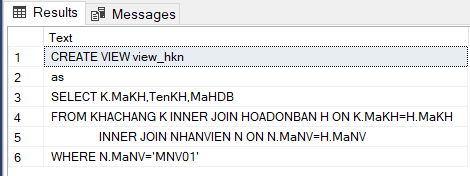 Results Messages
Text
1 CREATE VIEW view_hkn
2 as
3 SELECT K.MaKH,TenKH,MaHDB
4 FROM KHACHANG K INNER JOIN HOADONBAN H ON K.MaKH=H.MaKH
5 INNER JOIN NHANVIEN N ON N.MaNV=H.MaNV
6 WHERE N.MaNV='MNV01'